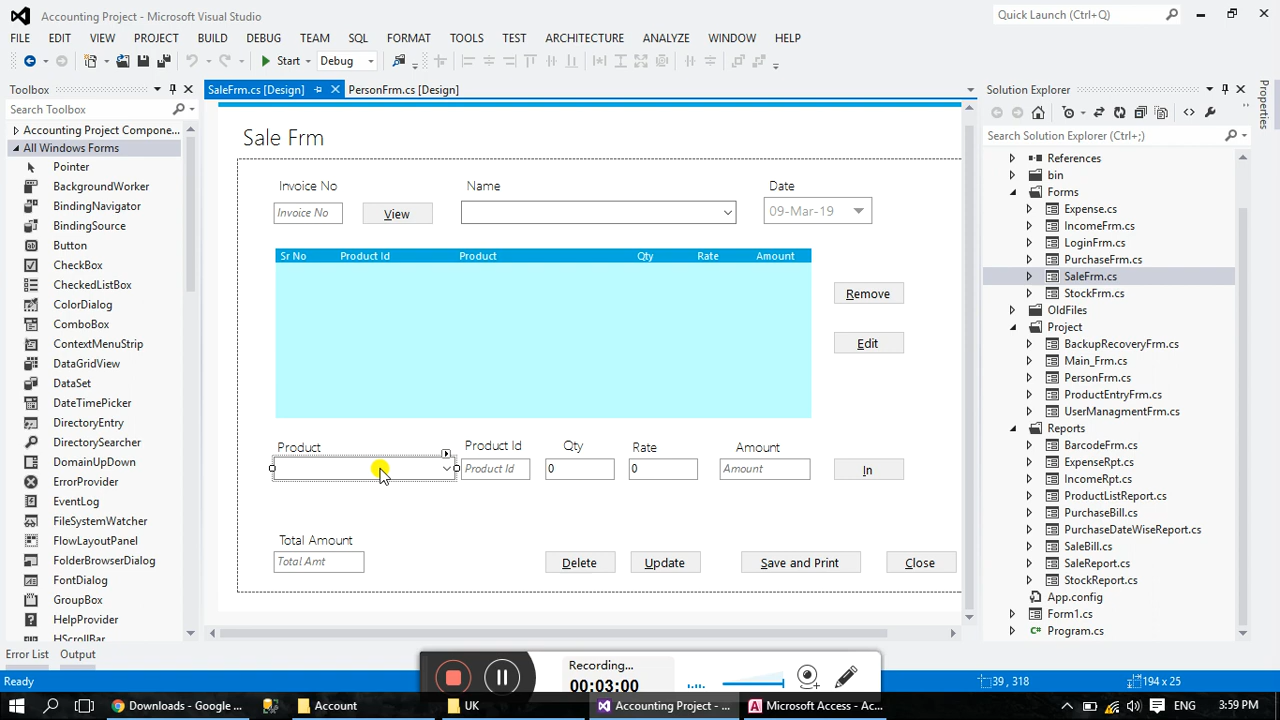 Accounting Project - Microsoft Visual Studio
Quick Launch (Ctrl+Q)
FILE EDIT VIEW PROJECT BUILD DEBUG TEAM SQL FORMAT TOOLS TEST ARCHITECTURE ANALYZE WINDOW HELP
Start Debug
Toolbox
Search Toolbox
Accounting Project Compone...
All Windows Forms
Pointer
BackgroundWorker
BindingNavigator
BindingSource
Button
CheckBox
CheckedListBox
ColorDialog
ComboBox
ContextMenuStrip
DataGridView
DataSet
DateTimePicker
DirectoryEntry
DirectorySearcher
DomainUpDown
ErrorProvider
EventLog
FileSystemWatcher
FlowLayoutPanel
FolderBrowserDialog
FontDialog
GroupBox
HelpProvider
HScrollBar
SaleFrm.cs [Design] PersonFrm.cs [Design]
Sale Frm
Invoice No Name Date
Invoice No View 09-Mar-19
Sr No Product Id Product Qty Rate Amount
Remove
Edit
Product Product Id Qty Rate Amount
Product Id 0 0 Amount In
Total Amount
Total Amt Delete Update Save and Print Close
Solution Explorer
Search Solution Explorer (Ctrl+;)
References
bin
Forms
Expense.cs
IncomeFrm.cs
LoginFrm.cs
PurchaseFrm.cs
SaleFrm.cs
StockFrm.cs
OldFiles
Project
BackupRecoveryFrm.cs
Main_Frm.cs
PersonFrm.cs
ProductEntryFrm.cs
UserManagmentFrm.cs
Reports
BarcodeFrm.cs
ExpenseRpt.cs
IncomeRpt.cs
ProductListReport.cs
PurchaseBill.cs
PurchaseDateWiseReport.cs
SaleBill.cs
SaleReport.cs
StockReport.cs
App.config
Form1.cs
C# Program.cs
Properties
Error List Output
Ready 39 , 318 194 x 25
Recording...
00:03:00
Downloads - Google ... Account UK Accounting Project - ... Microsoft Access - Ac... ENG 3:59 PM